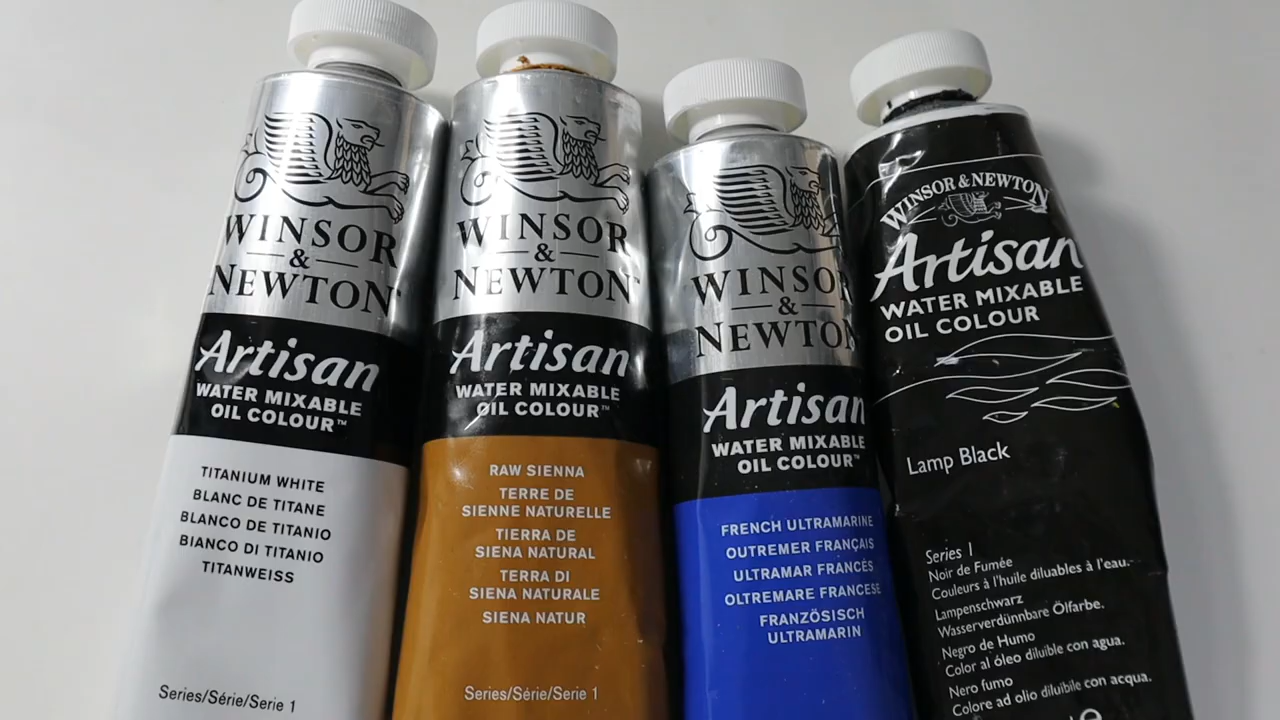 WINSOR
&
NEWTON
Artisan
WATER MIXABLE
OIL COLOUR™
TITANIUM WHITE
BLANC DE TITANE
BLANCO DE TITANIO
BIANCO DI TITANIO
TITANWEISS
Series/Série/Serie 1
WINSOR
&
NEWTON™
Artisan
WATER MIXABLE
OIL COLOUR™
RAW SIENNA
TERRE DE
SIENNE NATURELLE
TIERRA DE
SIENA NATURAL
TERRA DI
SIENA NATURALE
SIENA NATUR
Series/Série/Serie 1
WINSOR
&
NEWTON
Artisan
WATER MIXABLE
OIL COLOUR™
FRENCH ULTRAMARINE
OUTREMER FRANÇAIS
ULTRAMAR FRANCÉS
OLTREMARE FRANCESE
FRANZÖSISCH
ULTRAMARIN
WINSOR & NEWTON
Artisan
WATER MIXABLE
OIL COLOUR
Lamp Black
Series 1
Noir de Fumée
Couleurs à l'huile diluables à l'eau.
Lampenschwarz
Wasserverdünnbare Ölfarbe.
Negro de Humo
Color al óleo diluible con agua.
Nero fumo
Colore ad olio diluibile con acqua.